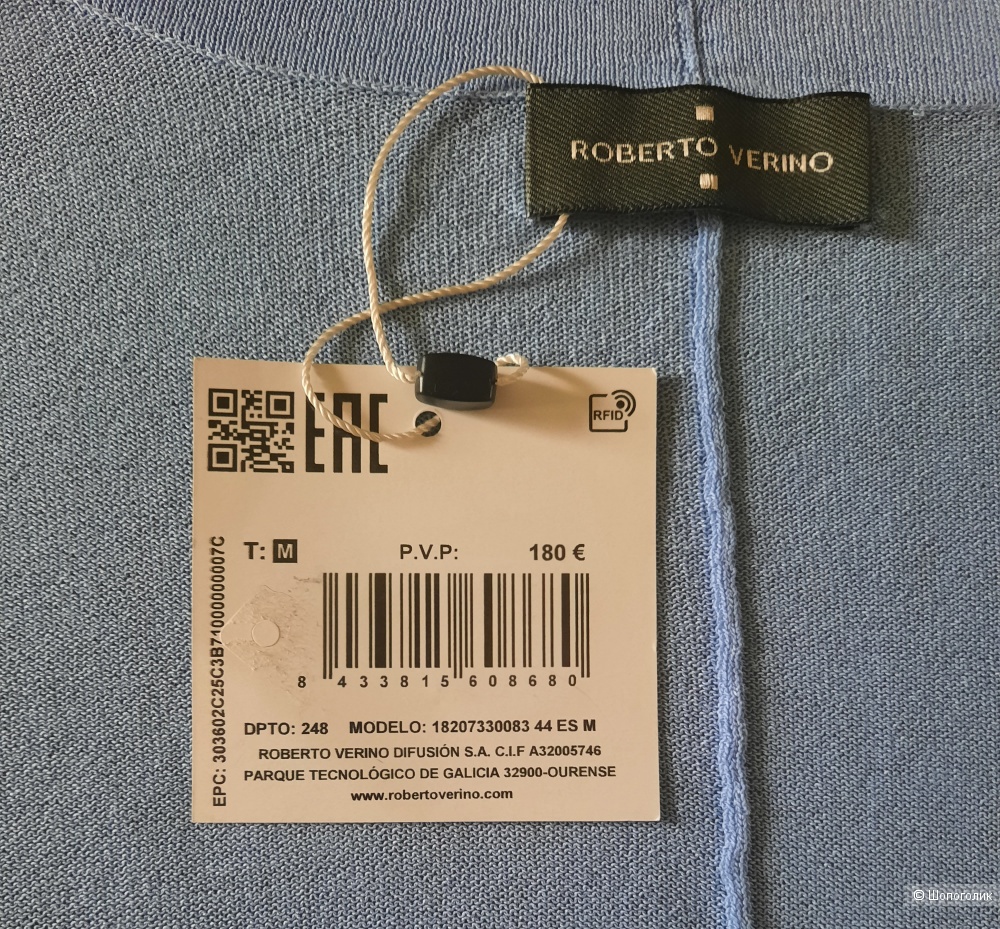 ROBERTO VERINO
EAC
RFID
T: M P.V.P: 180 €
8 433815 608680
EPC: 303602C25C3B71000000007C
DPTO: 248 MODELO: 18207330083 44 ES M
ROBERTO VERINO DIFUSIÓN S.A. C.I.F A32005746
PARQUE TECNOLÓGICO DE GALICIA 32900-OURENSE
www.robertoverino.com
© Шопоголик